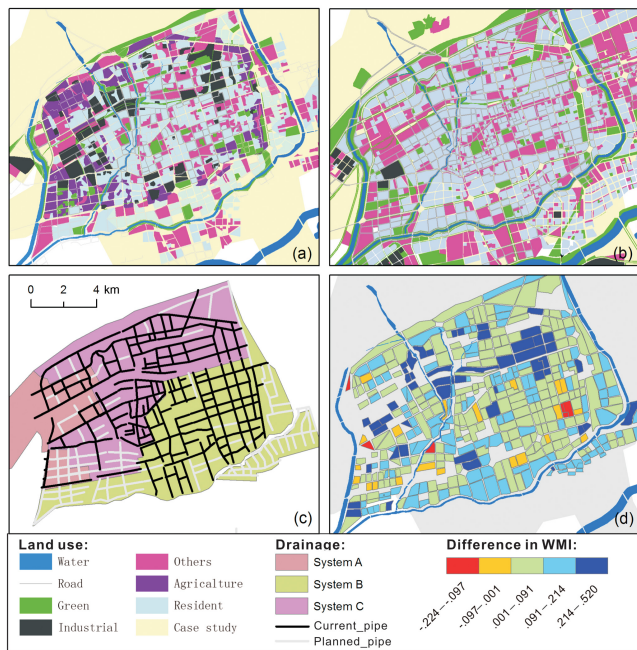 (a)
(b)
0 2 4 km
(c)
(d)
Land use:
Water
Road
Green
Industrial
Others
Agriculture
Resident
Case study
Drainage:
System A
System B
System C
Current_pipe
Planned_pipe
Difference in WMI:
-.224–-.097
-.097–.001
.001–.091
.091–.214
.214–.520